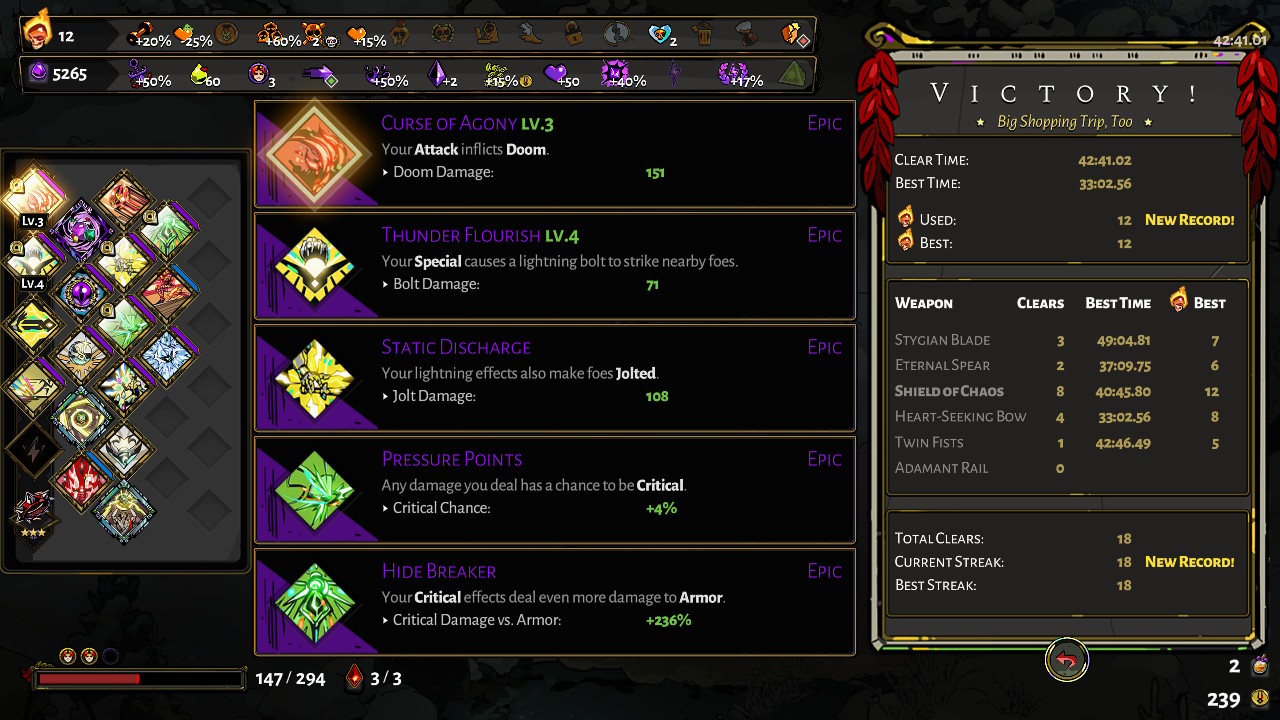 12
+20%
25%
+60%
2
+15%
2
5265
+50%
60
3
+50%
+2
+15%
+50
+40%
+17%
42:41.01
Lv.3
Lv.4
CURSE OF AGONY LV.3
EPIC
Your Attack inflicts Doom.
Doom Damage: 151
THUNDER FLOURISH LV.4
EPIC
Your Special causes a lightning bolt to strike nearby foes.
Bolt Damage: 71
STATIC DISCHARGE
EPIC
Your lightning effects also make foes Jolted.
Jolt Damage: 108
PRESSURE POINTS
EPIC
Any damage you deal has a chance to be Critical.
Critical Chance: +4%
HIDE BREAKER
EPIC
Your Critical effects deal even more damage to Armor.
Critical Damage vs. Armor: +236%
VICTORY!
Big Shopping Trip, Too
CLEAR TIME: 42:41.02
BEST TIME: 33:02.56
USED: 12 NEW RECORD!
BEST: 12
WEAPON CLEARS BEST TIME BEST
STYGIAN BLADE 3 49:04.81 7
ETERNAL SPEAR 2 37:09.75 6
SHIELD OF CHAOS 8 40:45.80 12
HEART-SEEKING BOW 4 33:02.56 8
TWIN FISTS 1 42:46.49 5
ADAMANT RAIL 0
TOTAL CLEARS: 18
CURRENT STREAK: 18 NEW RECORD!
BEST STREAK: 18
147 / 294
3 / 3
2
239